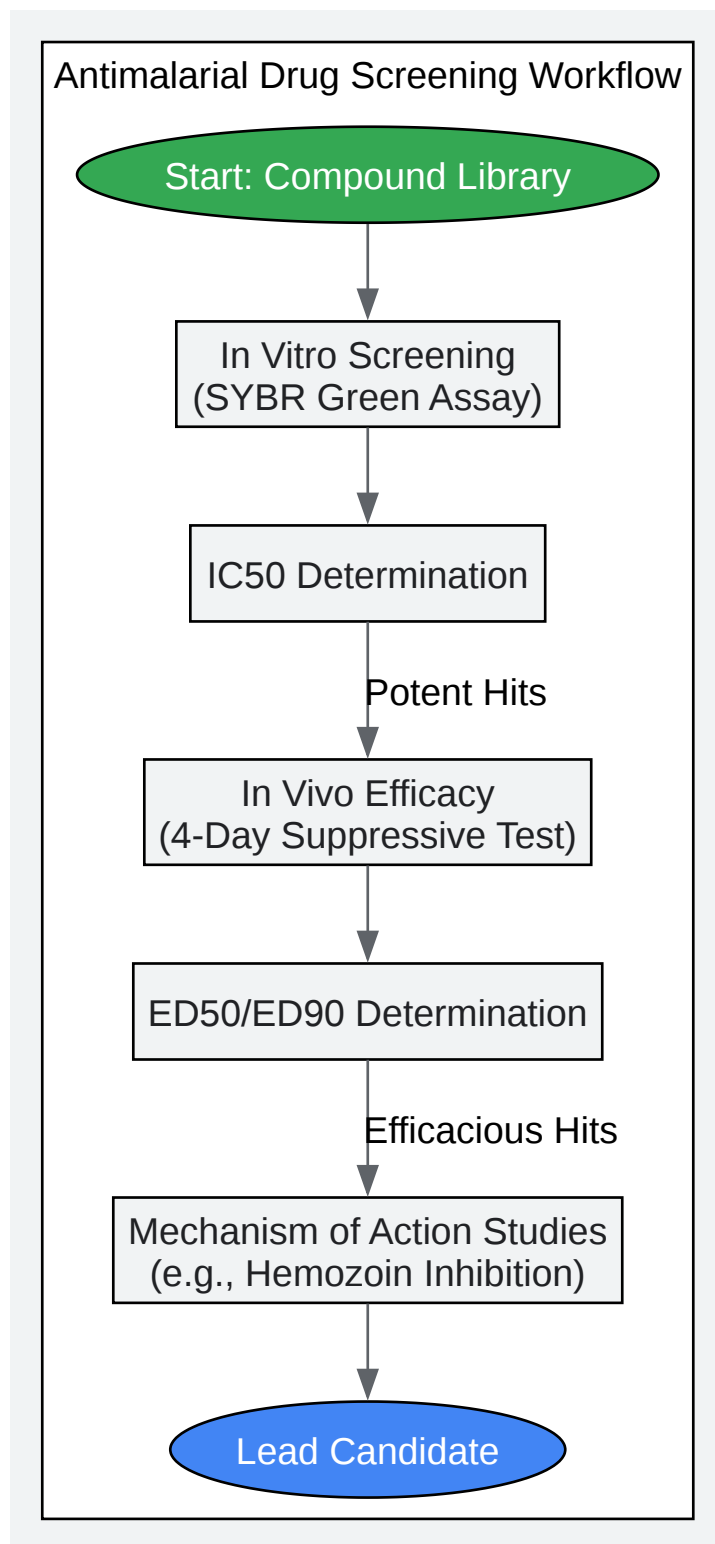 Antimalarial Drug Screening Workflow
Start: Compound Library
In Vitro Screening
(SYBR Green Assay)
IC50 Determination
Potent Hits
In Vivo Efficacy
(4-Day Suppressive Test)
ED50/ED90 Determination
Efficacious Hits
Mechanism of Action Studies
(e.g., Hemozoin Inhibition)
Lead Candidate